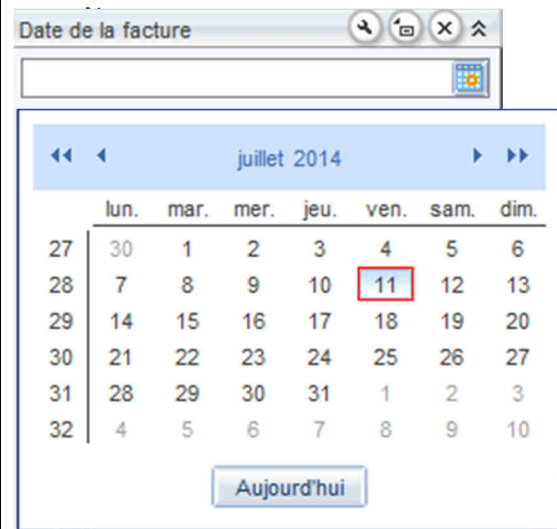 Date de la facture
juillet 2014
lun. mar. mer. jeu. ven. sam. dim.
27 30 1 2 3 4 5 6
28 7 8 9 10 11 12 13
29 14 15 16 17 18 19 20
30 21 22 23 24 25 26 27
31 28 29 30 31 1 2 3
32 4 5 6 7 8 9 10
Aujourd'hui